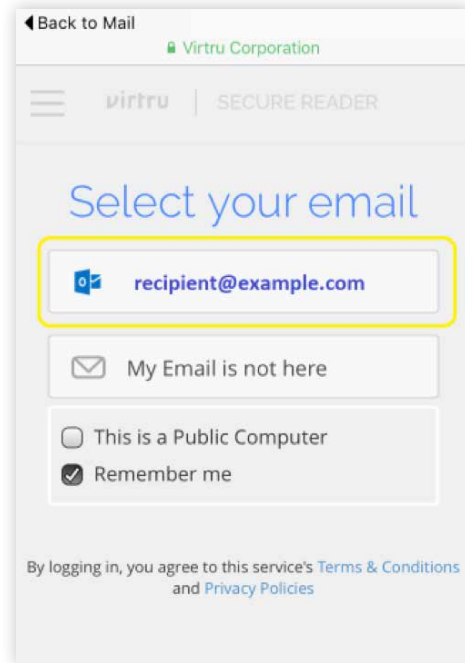 Back to Mail
Virtru Corporation
virtru | SECURE READER
Select your email
recipient@example.com
My Email is not here
This is a Public Computer
Remember me
By logging in, you agree to this service's Terms & Conditions
and Privacy Policies